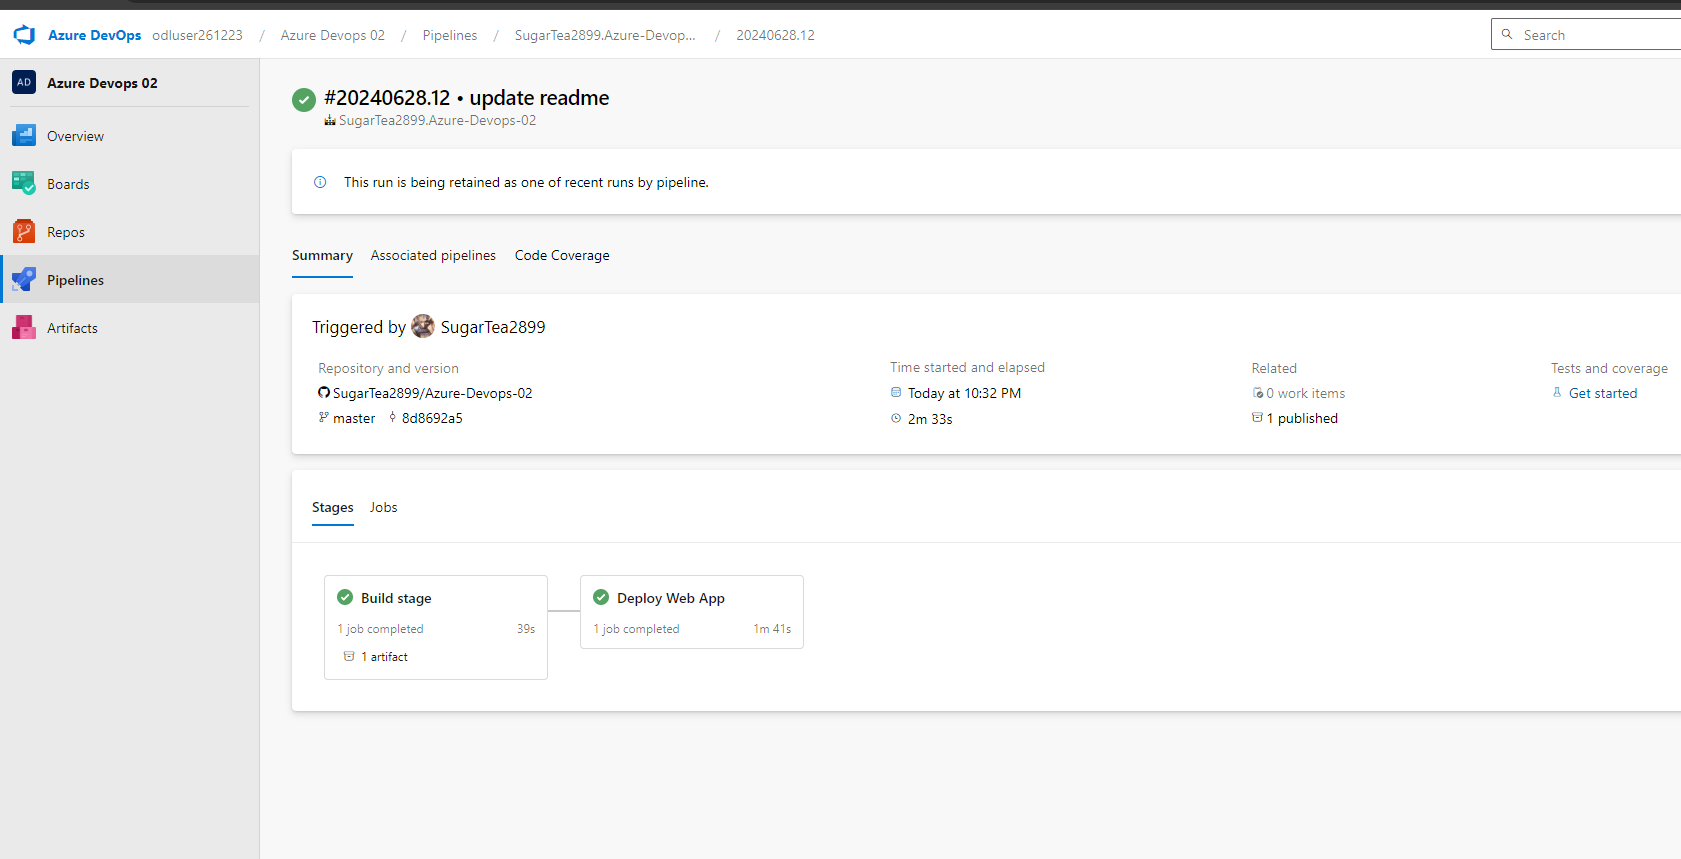 Azure DevOps odluser261223 / Azure Devops 02 / Pipelines / SugarTea2899.Azure-Devop... / 20240628.12
Search
AD Azure Devops 02
Overview
Boards
Repos
Pipelines
Artifacts
#20240628.12 • update readme
SugarTea2899.Azure-Devops-02
This run is being retained as one of recent runs by pipeline.
Summary Associated pipelines Code Coverage
Triggered by SugarTea2899
Repository and version
SugarTea2899/Azure-Devops-02
master 8d8692a5
Time started and elapsed
Today at 10:32 PM
2m 33s
Related
0 work items
1 published
Tests and coverage
Get started
Stages Jobs
Build stage
1 job completed 39s
1 artifact
Deploy Web App
1 job completed 1m 41s